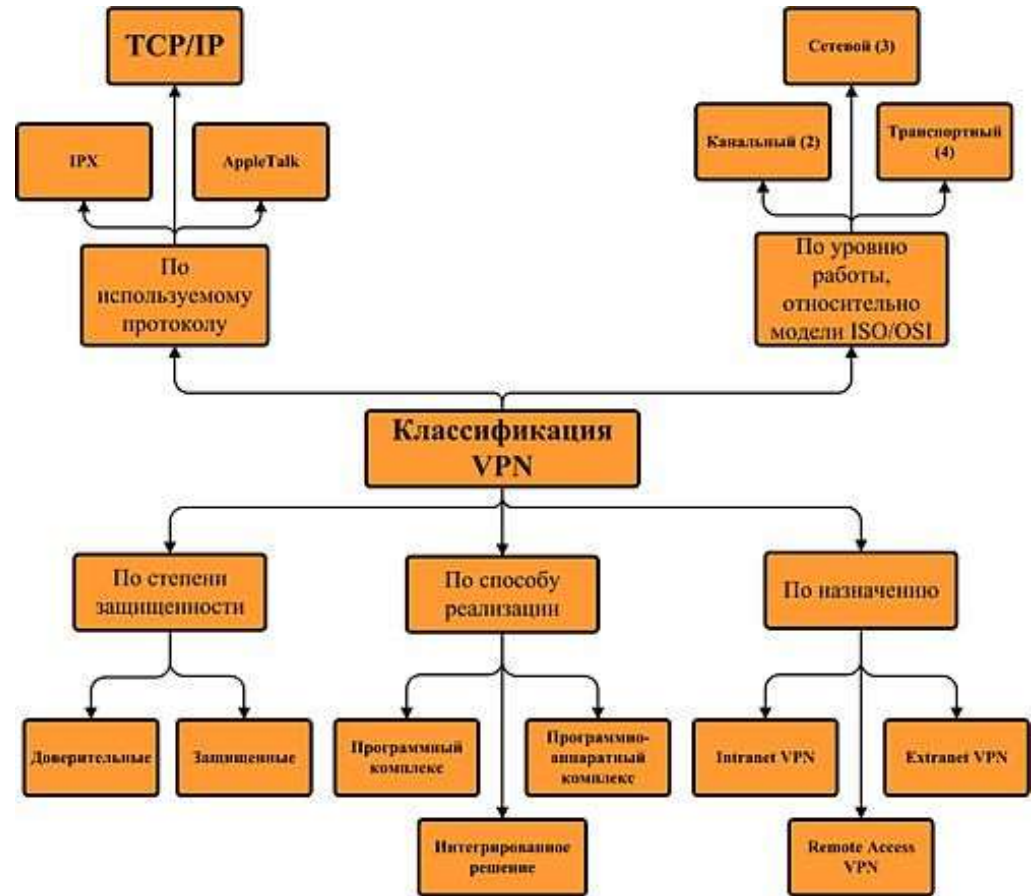 TCP/IP
Сетевой (3)
IPX
AppleTalk
Канальный (2)
Транспортный
(4)
По
используемому
протоколу
По уровню
работы,
относительно
модели ISO/OSI
Классификация
VPN
По степени
защищенности
По способу
реализации
По назначению
Доверительные
Защищенные
Программный
комплекс
Программно-
аппаратный
комплекс
Intranet VPN
Extranet VPN
Интегрированное
решение
Remote Access
VPN